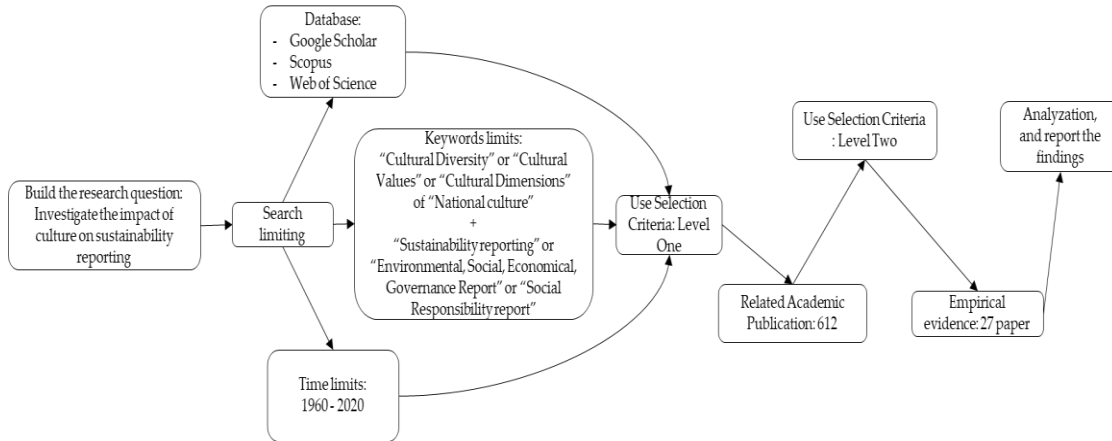 Build the research question:
Investigate the impact of
culture on sustainability
reporting
Search
limiting
Database:
- Google Scholar
- Scopus
- Web of Science
Keywords limits:
“Cultural Diversity” or “Cultural
Values” or “Cultural Dimensions”
of “National culture”
+
“Sustainability reporting” or
“Environmental, Social, Economical,
Governance Report” or “Social
Responsibility report”
Time limits:
1960 - 2020
Use Selection
Criteria: Level
One
Related Academic
Publication: 612
Use Selection Criteria
: Level Two
Empirical
evidence: 27 paper
Analyzation,
and report the
findings